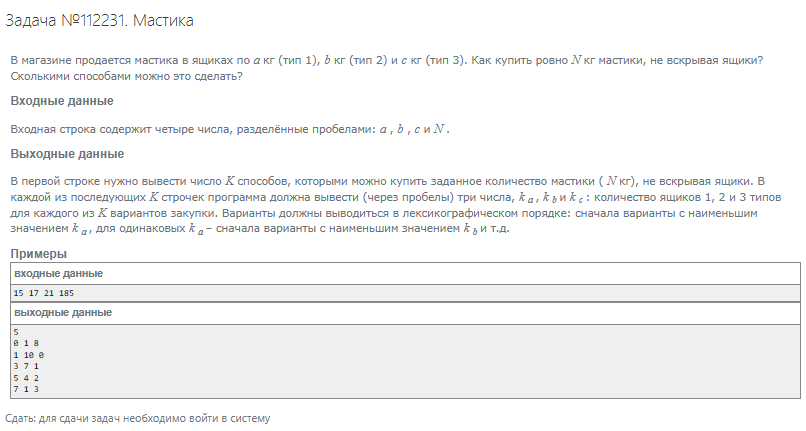 Задача №112231. Мастика
В магазине продается мастика в ящиках по a кг (тип 1), b кг (тип 2) и c кг (тип 3). Как купить ровно N кг мастики, не вскрывая ящики?
Сколькими способами можно это сделать?
Входные данные
Входная строка содержит четыре числа, разделённые пробелами: a , b , c и N .
Выходные данные
В первой строке нужно вывести число K способов, которыми можно купить заданное количество мастики ( N кг), не вскрывая ящики. В
каждой из последующих K строчек программа должна вывести (через пробелы) три числа, k a , k b и k c : количество ящиков 1, 2 и 3 типов
для каждого из K вариантов закупки. Варианты должны выводиться в лексикографическом порядке: сначала варианты с наименьшим
значением k a , для одинаковых k a – сначала варианты с наименьшим значением k b и т.д.
Примеры
входные данные
15 17 21 185
выходные данные
5
0 1 8
1 10 0
3 7 1
5 4 2
7 1 3
Сдать: для сдачи задач необходимо войти в систему